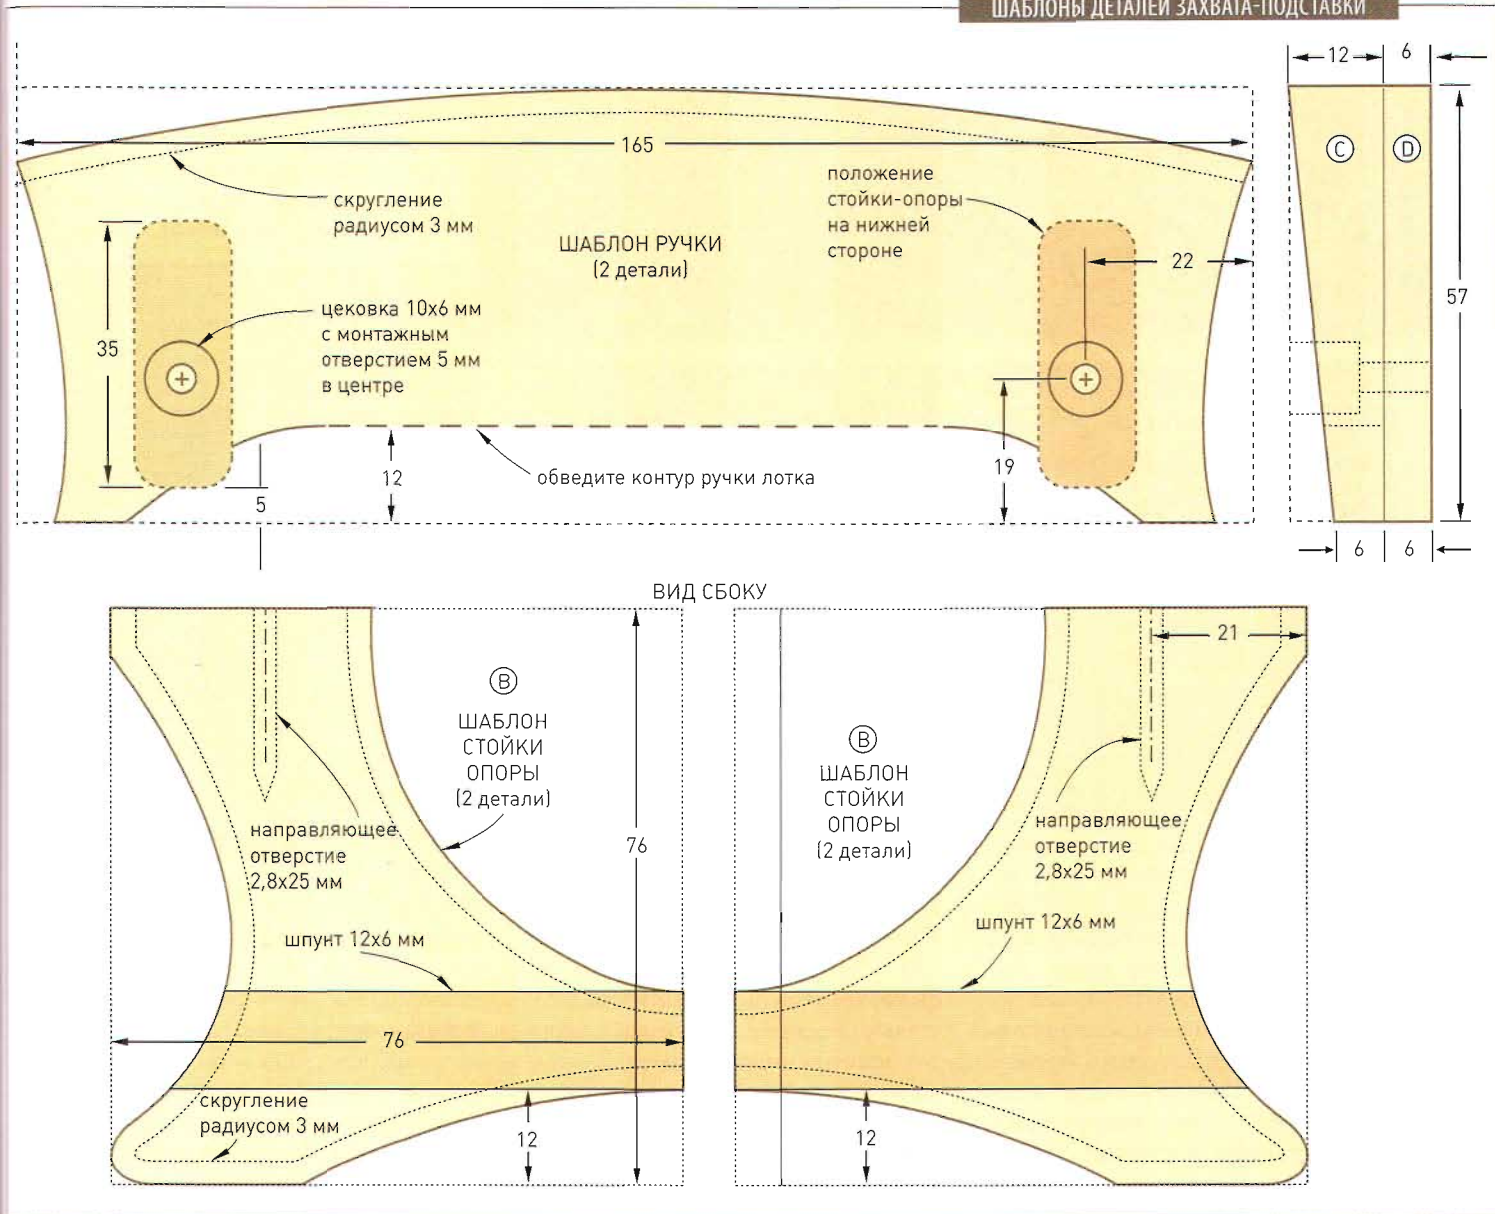 ШАБЛОНЫ ДЕТАЛЕЙ ЗАХВАТА-ПОДСТАВКИ
12
6
165
C
D
скругление
радиусом 3 мм
ШАБЛОН РУЧКИ
(2 детали)
положение
стойки-опоры
на нижней
стороне
22
57
35
цековка 10х6 мм
с монтажным
отверстием 5 мм
в центре
12
обведите контур ручки лотка
19
5
6
6
ВИД СБОКУ
B
ШАБЛОН
СТОЙКИ
ОПОРЫ
(2 детали)
76
направляющее
отверстие
2,8х25 мм
шпунт 12х6 мм
76
скругление
радиусом 3 мм
12
21
B
ШАБЛОН
СТОЙКИ
ОПОРЫ
(2 детали)
направляющее
отверстие
2,8х25 мм
шпунт 12х6 мм
12